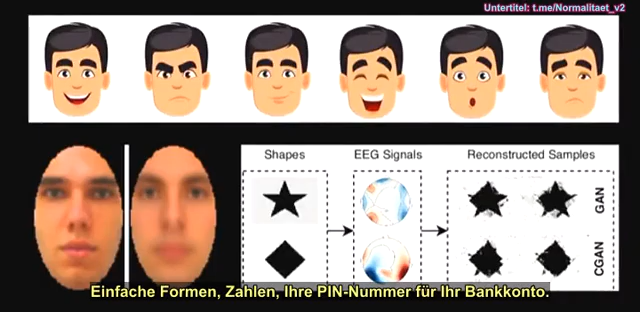 Untertitel: t.me/Normalitaet_v2
Shapes
EEG Signals
Reconstructed Samples
GAN
CGAN
Einfache Formen, Zahlen, Ihre PIN-Nummer für Ihr Bankkonto.